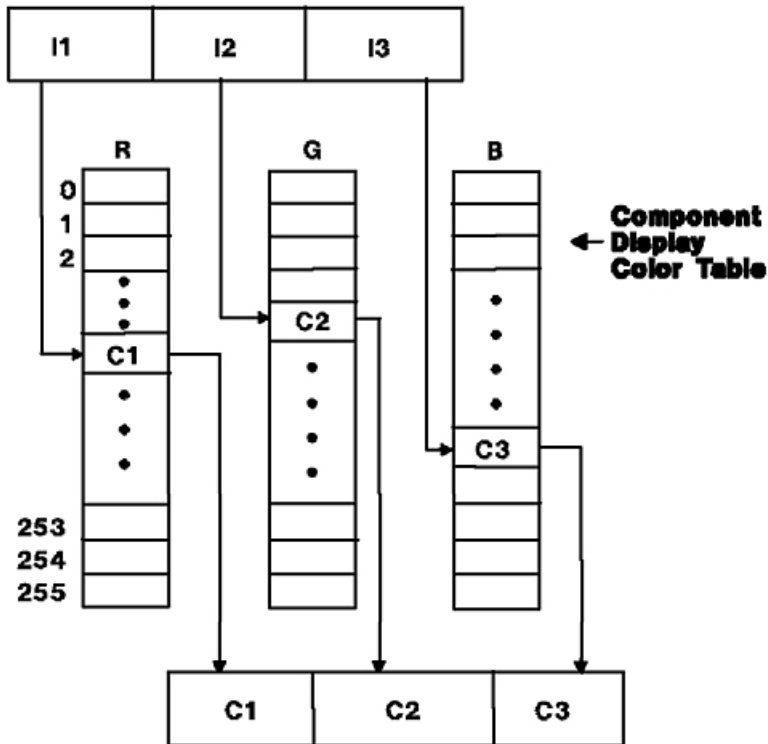 I1 I2 I3
R G B
0
1
2
Component
Display
Color Table
C2
C1
C3
253
254
255
C1 C2 C3